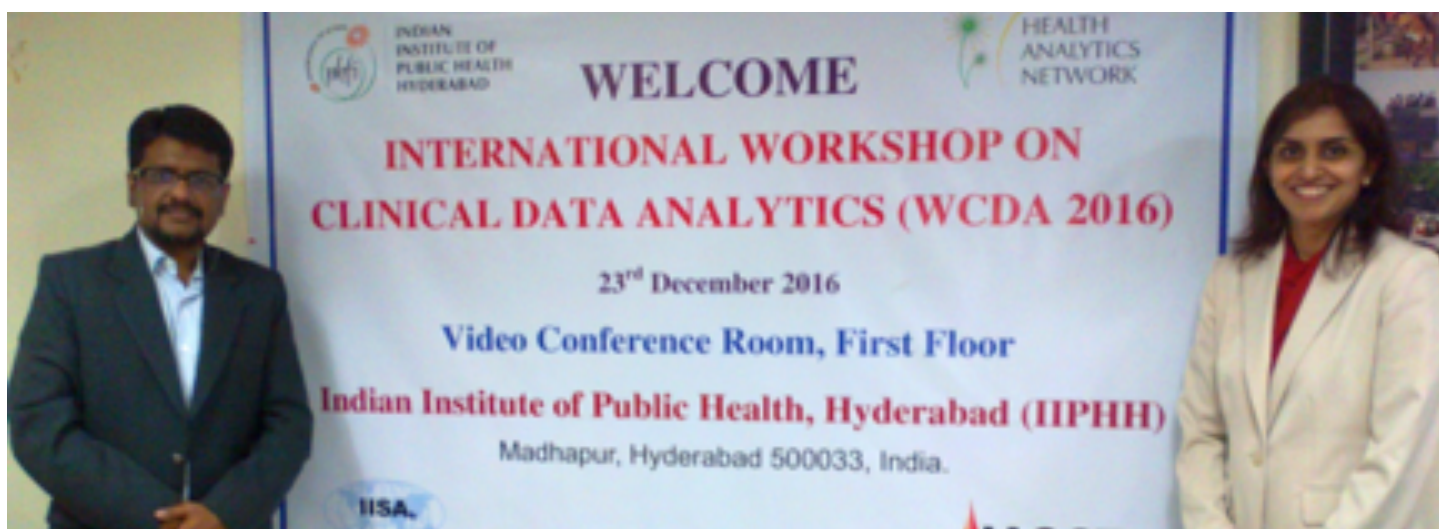 INDIAN
INSTITUTE OF
PUBLIC HEALTH
HYDERABAD
phfi
HEALTH
ANALYTICS
NETWORK
WELCOME
INTERNATIONAL WORKSHOP ON
CLINICAL DATA ANALYTICS (WCDA 2016)
23rd December 2016
Video Conference Room, First Floor
Indian Institute of Public Health, Hyderabad (IIPHH)
Madhapur, Hyderabad 500033, India.
IISA.